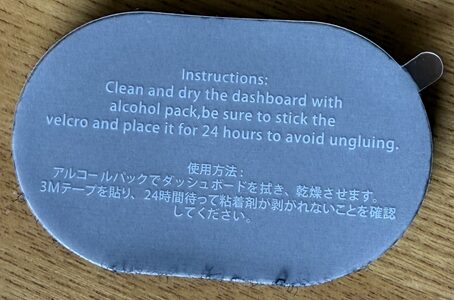 Instructions:
Clean and dry the dashboard with
alcohol pack,be sure to stick the
velcro and place it for 24 hours to avoid ungluing.
使用方法：
アルコールパックでダッシュボードを拭き、乾燥させます。
3Mテープを貼り、24時間待って粘着剤が剥がれないことを確認
してください。